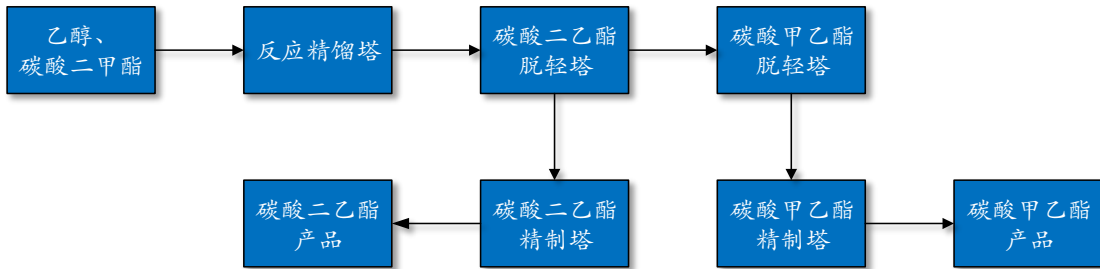 乙醇、
碳酸二甲酯
反应精馏塔
碳酸二乙酯
脱轻塔
碳酸甲乙酯
脱轻塔
碳酸二乙酯
产品
碳酸二乙酯
精制塔
碳酸甲乙酯
精制塔
碳酸甲乙酯
产品